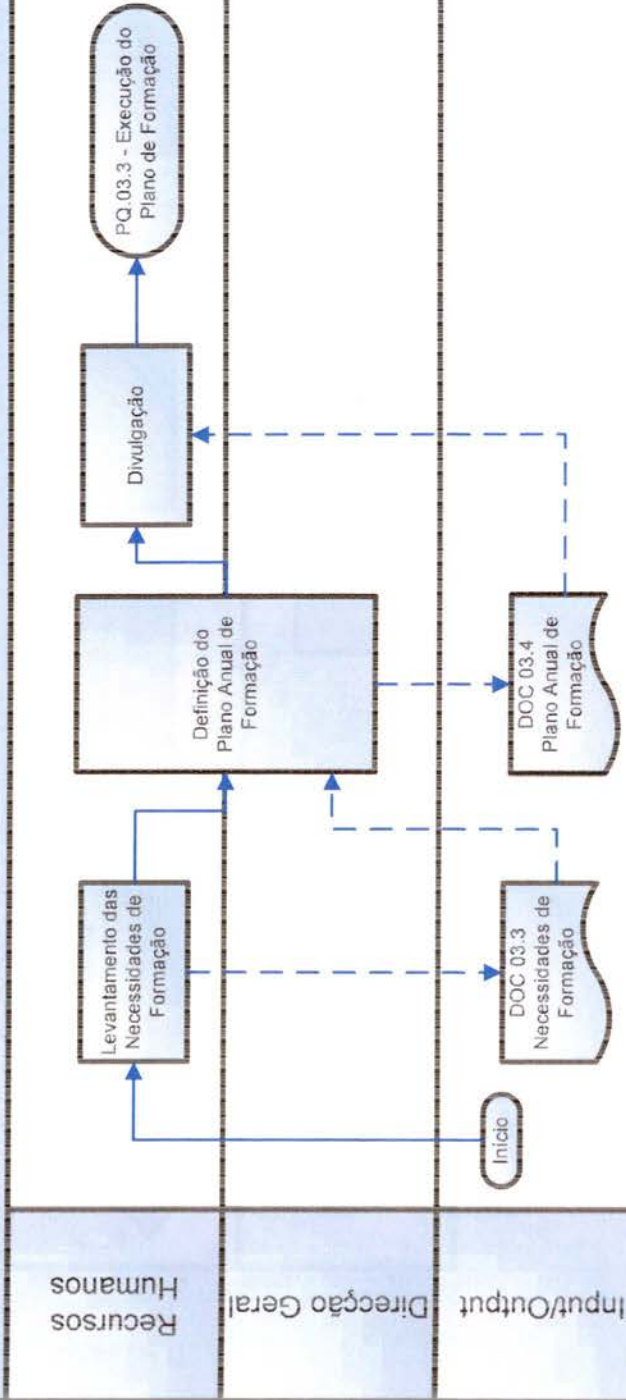 Recursos
Humanos
Direcção Geral
Input/Output
Início
Levantamento das
Necessidades de
Formação
DOC 03.3
Necessidades de
Formação
Definição do
Plano Anual de
Formação
DOC 03.4
Plano Anual de
Formação
Divulgação
PQ.03.3 - Execução do
Plano de Formação